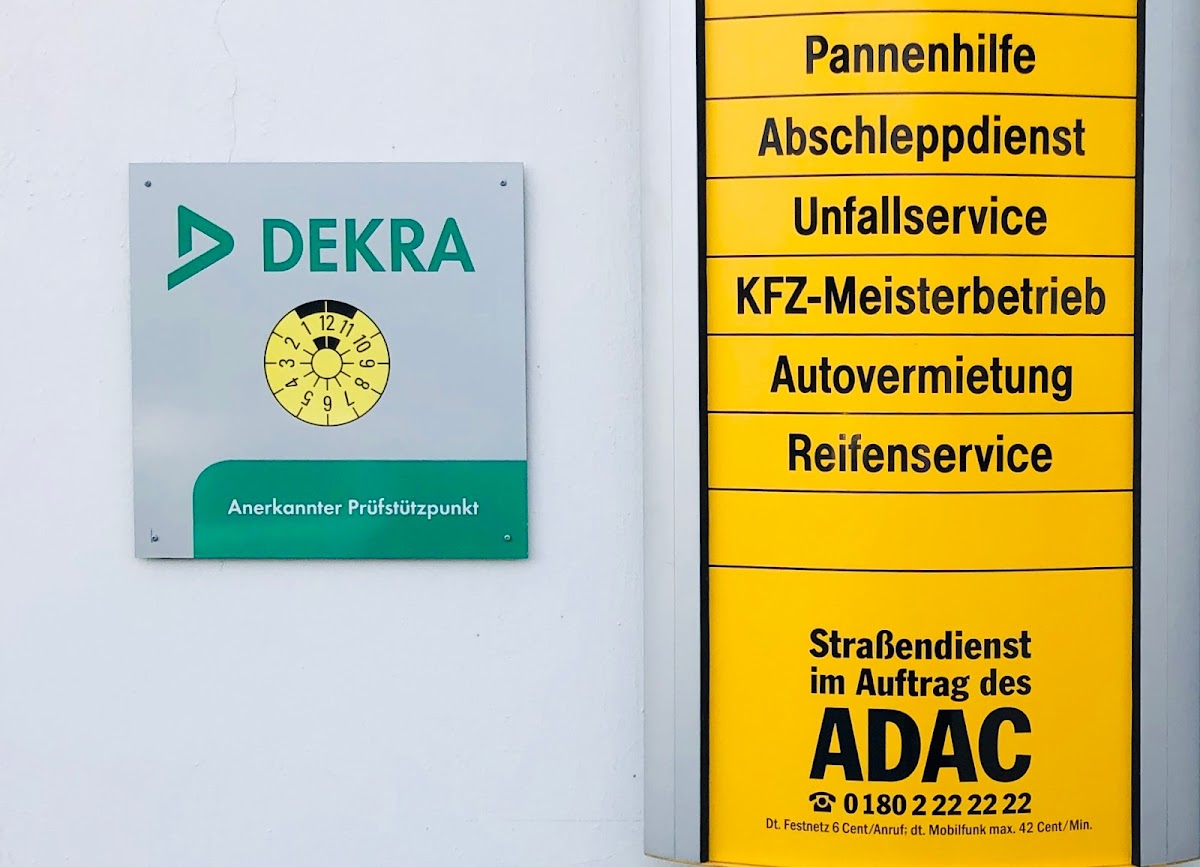 DEKRA
1 12 11
2 10
3 9
4 8
5 6 7
Anerkannter Prüfstützpunkt
Pannenhilfe
Abschleppdienst
Unfallservice
KFZ-Meisterbetrieb
Autovermietung
Reifenservice
Straßendienst
im Auftrag des
ADAC
☎ 0 180 2 22 22 22
Dt. Festnetz 6 Cent/Anruf; dt. Mobilfunk max. 42 Cent/Min.